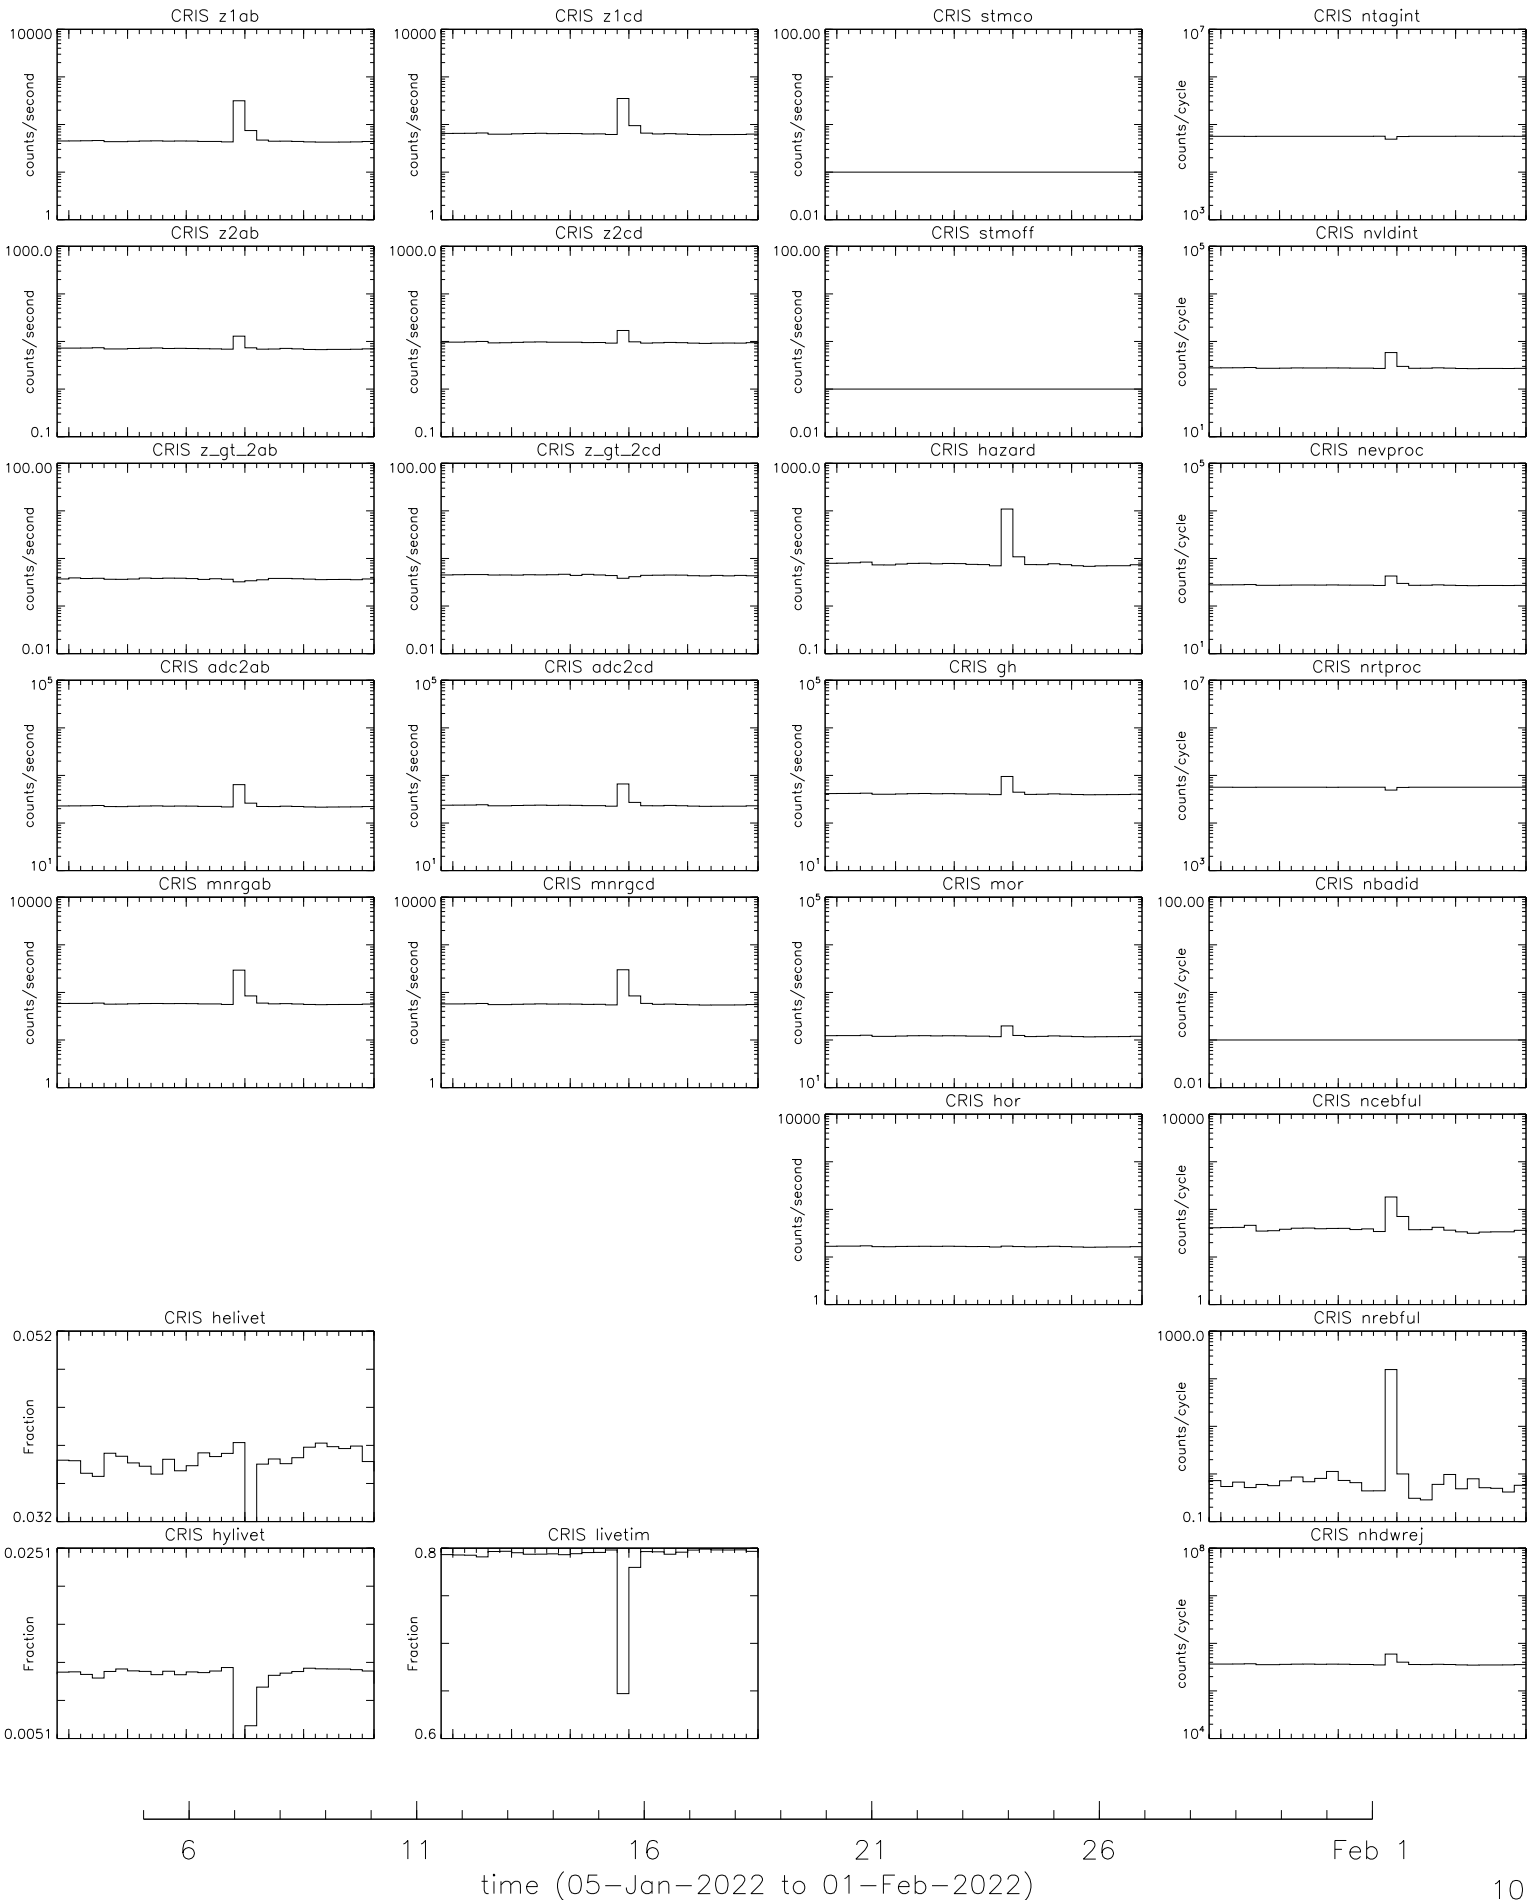 CRIS z1ab
10000
counts/second
1
CRIS z1cd
10000
counts/second
1
CRIS stmco
100.00
counts/second
0.01
CRIS ntagint
10^7
counts/cycle
10^3
CRIS z2ab
1000.0
counts/second
0.1
CRIS z2cd
1000.0
counts/second
0.1
CRIS stmoff
100.00
counts/second
0.01
CRIS nvldint
10^5
counts/cycle
10^1
CRIS z_gt_2ab
100.00
counts/second
0.01
CRIS z_gt_2cd
100.00
counts/second
0.01
CRIS hazard
1000.0
counts/second
0.1
CRIS nevproc
10^5
counts/cycle
10^1
CRIS adc2ab
10^5
counts/second
10^1
CRIS adc2cd
10^5
counts/second
10^1
CRIS gh
10^5
counts/second
10^1
CRIS nrtproc
10^7
counts/cycle
10^3
CRIS mnrgab
10000
counts/second
1
CRIS mnrgcd
10000
counts/second
1
CRIS mor
10^5
counts/second
10^1
CRIS nbadid
100.00
counts/cycle
0.01
CRIS hor
10000
counts/second
1
CRIS ncebful
10000
counts/cycle
1
CRIS helivet
0.052
Fraction
0.032
CRIS nrebful
1000.0
counts/cycle
0.1
CRIS hylivet
0.0251
Fraction
0.0051
CRIS livetim
0.8
Fraction
0.6
CRIS nhdwrej
10^8
counts/cycle
10^4
6 11 16 21 26 Feb 1
time (05-Jan-2022 to 01-Feb-2022)
10